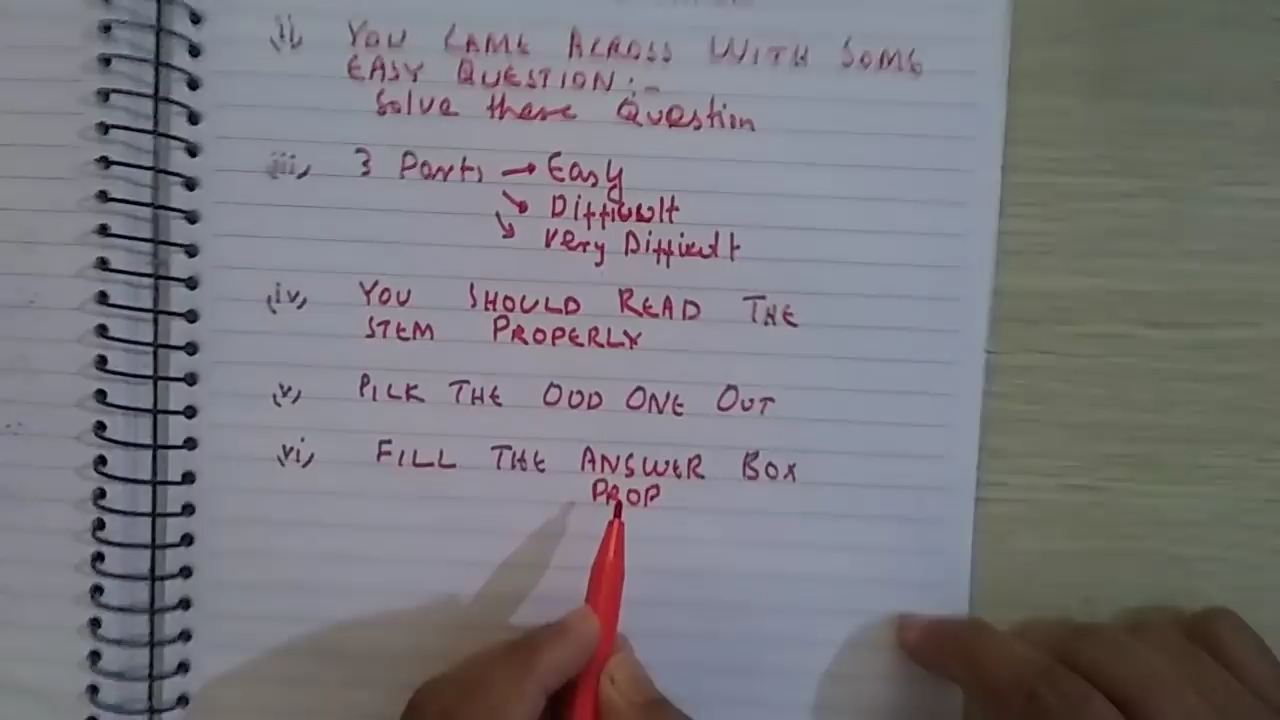 ii, YOU CAME ACROSS WITH SOME
EASY QUESTION:-
Solve these Question
iii, 3 Parts → Easy
↘ Difficult
↘ Very Difficult
iv, YOU SHOULD READ THE
STEM PROPERLY
v, PICK THE ODD ONE OUT
vi, FILL THE ANSWER BOX
PROP